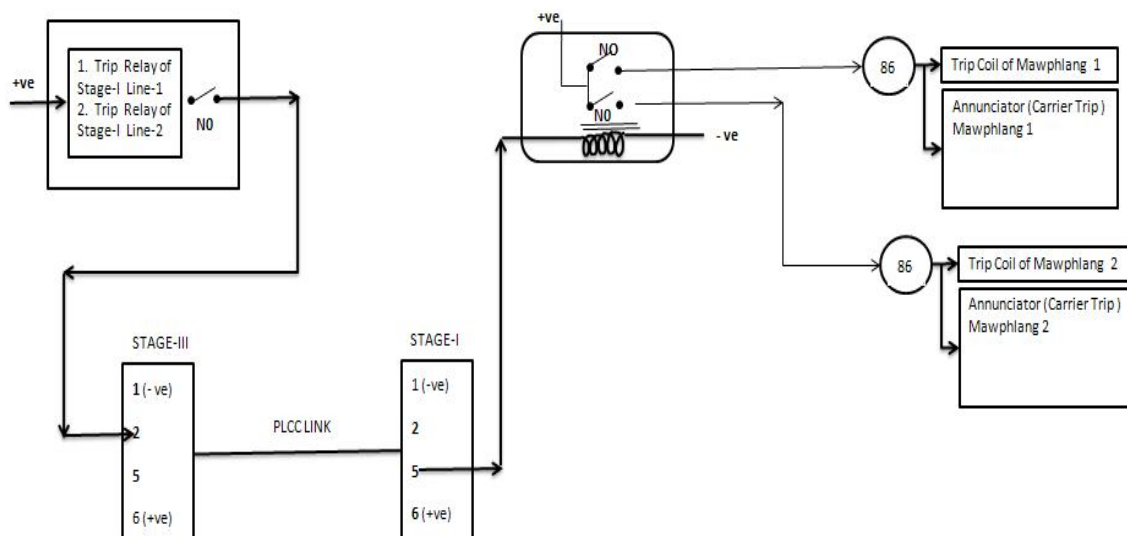 +ve
1. Trip Relay of
Stage-I Line-1
2. Trip Relay of
Stage-I Line-2
N0
+ve
NO
N0
- ve
86
Trip Coil of Mawphlang 1
Annunciator (Carrier Trip )
Mawphlang 1
86
Trip Coil of Mawphlang 2
Annunciator (Carrier Trip )
Mawphlang 2
STAGE-III
1 (- ve)
2
5
6 (+ve)
PLCC LINK
STAGE-I
1 (-ve)
2
5
6 (+ve)